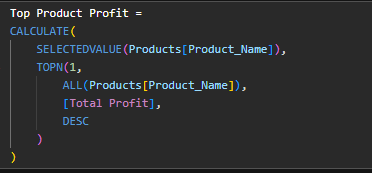 Top Product Profit =
CALCULATE(
    SELECTEDVALUE(Products[Product_Name]),
    TOPN(1,
        ALL(Products[Product_Name]),
        [Total Profit],
        DESC
    )
)